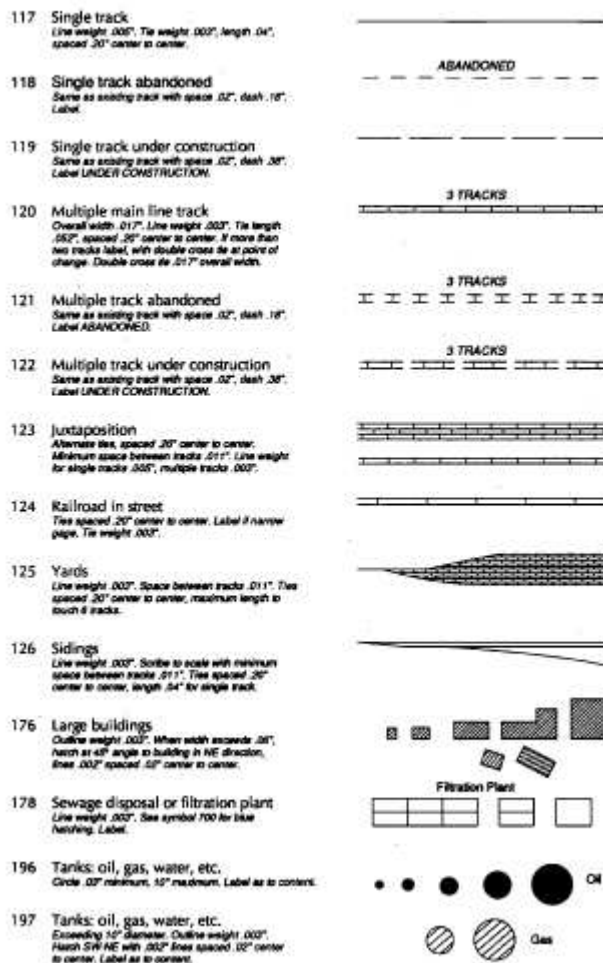 117 Single track
Line weight .005". Tie weight .003", length .04",
spaced .20" center to center.
ABANDONED
118 Single track abandoned
Same as existing track with space .02", dash .18".
Label.
119 Single track under construction
Same as existing track with space .02", dash .38".
Label UNDER CONSTRUCTION.
3 TRACKS
120 Multiple main line track
Overall width .017". Line weight .003". Tie length
.052", spaced .20" center to center. If more than
two tracks label, with double cross tie at point of
change. Double cross tie .017" overall width.
3 TRACKS
121 Multiple track abandoned
Same as existing track with space .02", dash .18".
Label ABANDONED.
3 TRACKS
122 Multiple track under construction
Same as existing track with space .02", dash .38".
Label UNDER CONSTRUCTION.
123 Juxtaposition
Alternate ties, spaced .20" center to center.
Minimum space between tracks .011". Line weight
for single tracks .005", multiple tracks .003".
124 Railroad in street
Ties spaced .20" center to center. Label if narrow
gage. Tie weight .003".
125 Yards
Line weight .003". Space between tracks .011". Ties
spaced .20" center to center, maximum length to
touch 6 tracks.
126 Sidings
Line weight .003". Scribe to scale with minimum
space between tracks .011". Ties spaced .20"
center to center, length .04" for single track.
176 Large buildings
Outline weight .003". When width exceeds
hatch at 45° angle to building in NE direction,
lines .002" spaced .02" center to center.
Filtration Plant
178 Sewage disposal or filtration plant
Line weight .003". See symbol 700 for blue
hatching. Label.
196 Tanks: oil, gas, water, etc.
Circle .03" minimum, .10" maximum. Label as to content.
Oil
197 Tanks: oil, gas, water, etc.
Exceeding .10" diameter. Outline weight .003".
Hatch SW-NE with .002" lines spaced .02" center
to center. Label as to content.
Gas